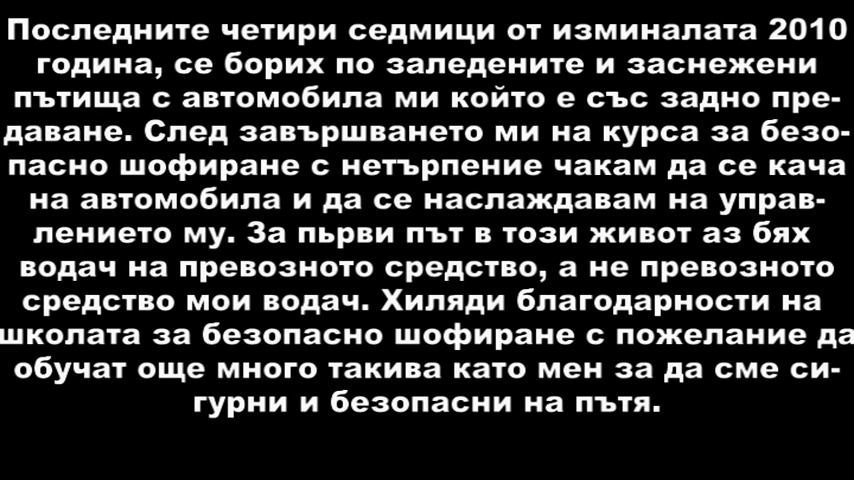 Последните четири седмици от изминалата 2010
година, се борих по заледените и заснежени
пътища с автомобила ми който е със задно пре-
даване. След завършването ми на курса за безо-
пасно шофиране с нетърпение чакам да се кача
на автомобила и да се наслаждавам на управ-
лението му. За пьрви път в този живот аз бях
водач на превозното средство, а не превозното
средство мои водач. Хиляди благодарности на
школата за безопасно шофиране с пожелание да
обучат още много такива като мен за да сме си-
гурни и безопасни на пътя.